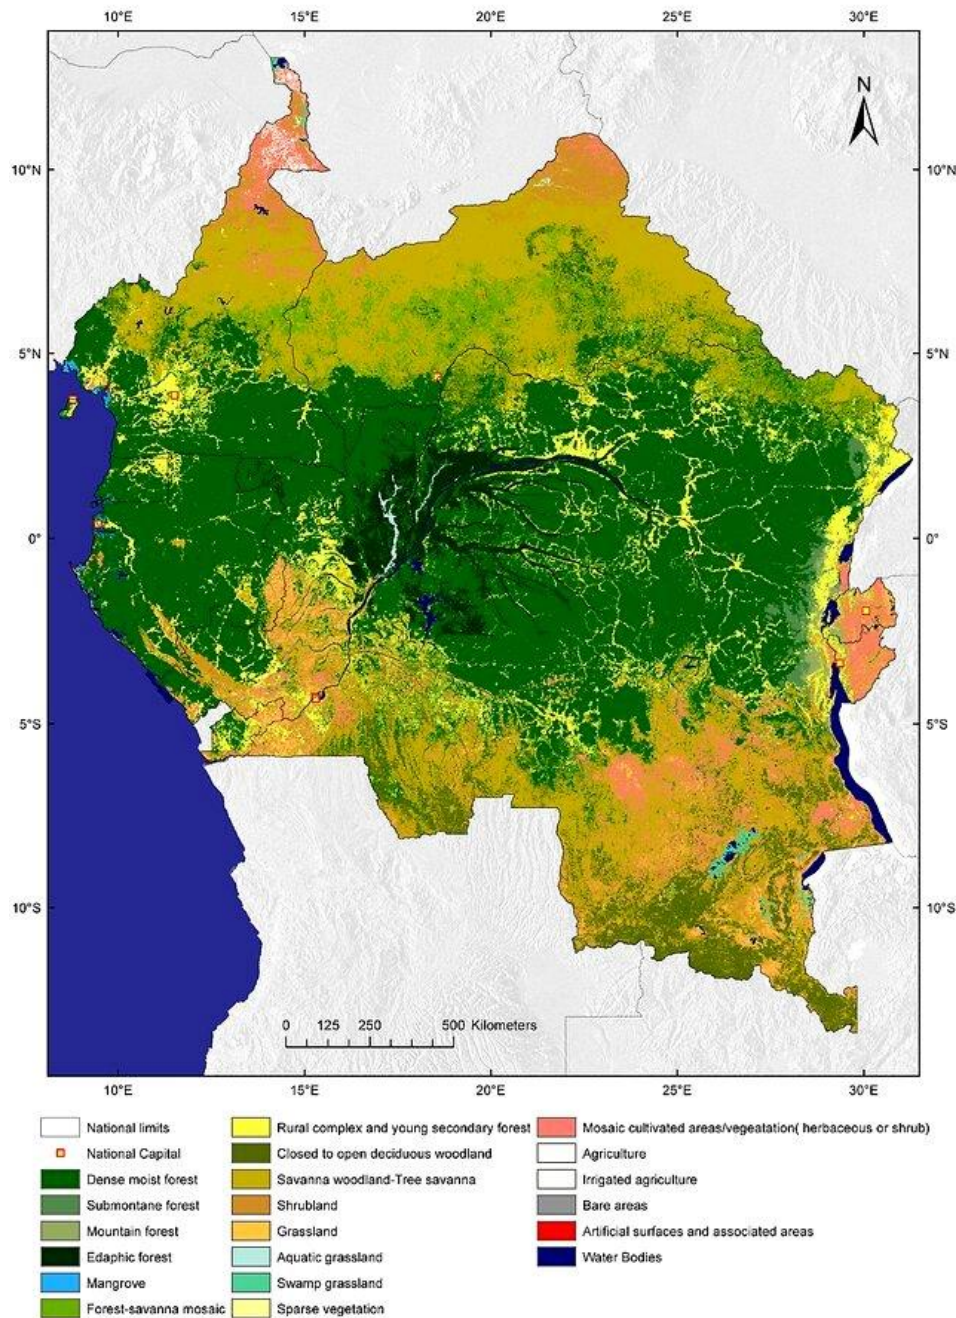 10°E 15°E 20°E 25°E 30°E
N
10°N 10°N
5°N 5°N
0° 0°
5°S 5°S
10°S 10°S
0 125 250 500 Kilometers
10°E 15°E 20°E 25°E 30°E
National limits
National Capital
Dense moist forest
Submontane forest
Mountain forest
Edaphic forest
Mangrove
Forest-savanna mosaic
Rural complex and young secondary forest
Closed to open deciduous woodland
Savanna woodland-Tree savanna
Shrubland
Grassland
Aquatic grassland
Swamp grassland
Sparse vegetation
Mosaic cultivated areas/vegeatation( herbaceous or shrub)
Agriculture
Irrigated agriculture
Bare areas
Artificial surfaces and associated areas
Water Bodies